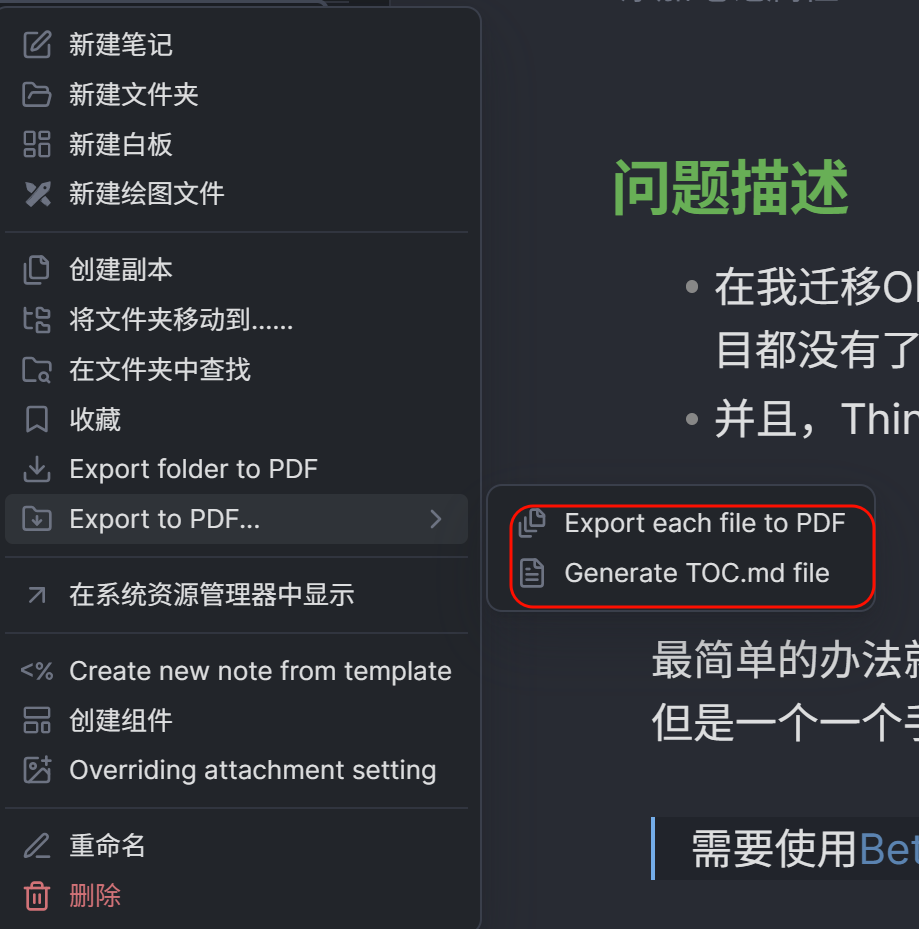 新建笔记
新建文件夹
新建白板
新建绘图文件
创建副本
将文件夹移动到......
在文件夹中查找
收藏
Export folder to PDF
Export to PDF...
在系统资源管理器中显示
<% Create new note from template
创建组件
Overriding attachment setting
重命名
删除
Export each file to PDF
Generate TOC.md file
问题描述
在我迁移O
目都没有了
并且，Thin
最简单的办法就
但是一个一个手
需要使用Bet